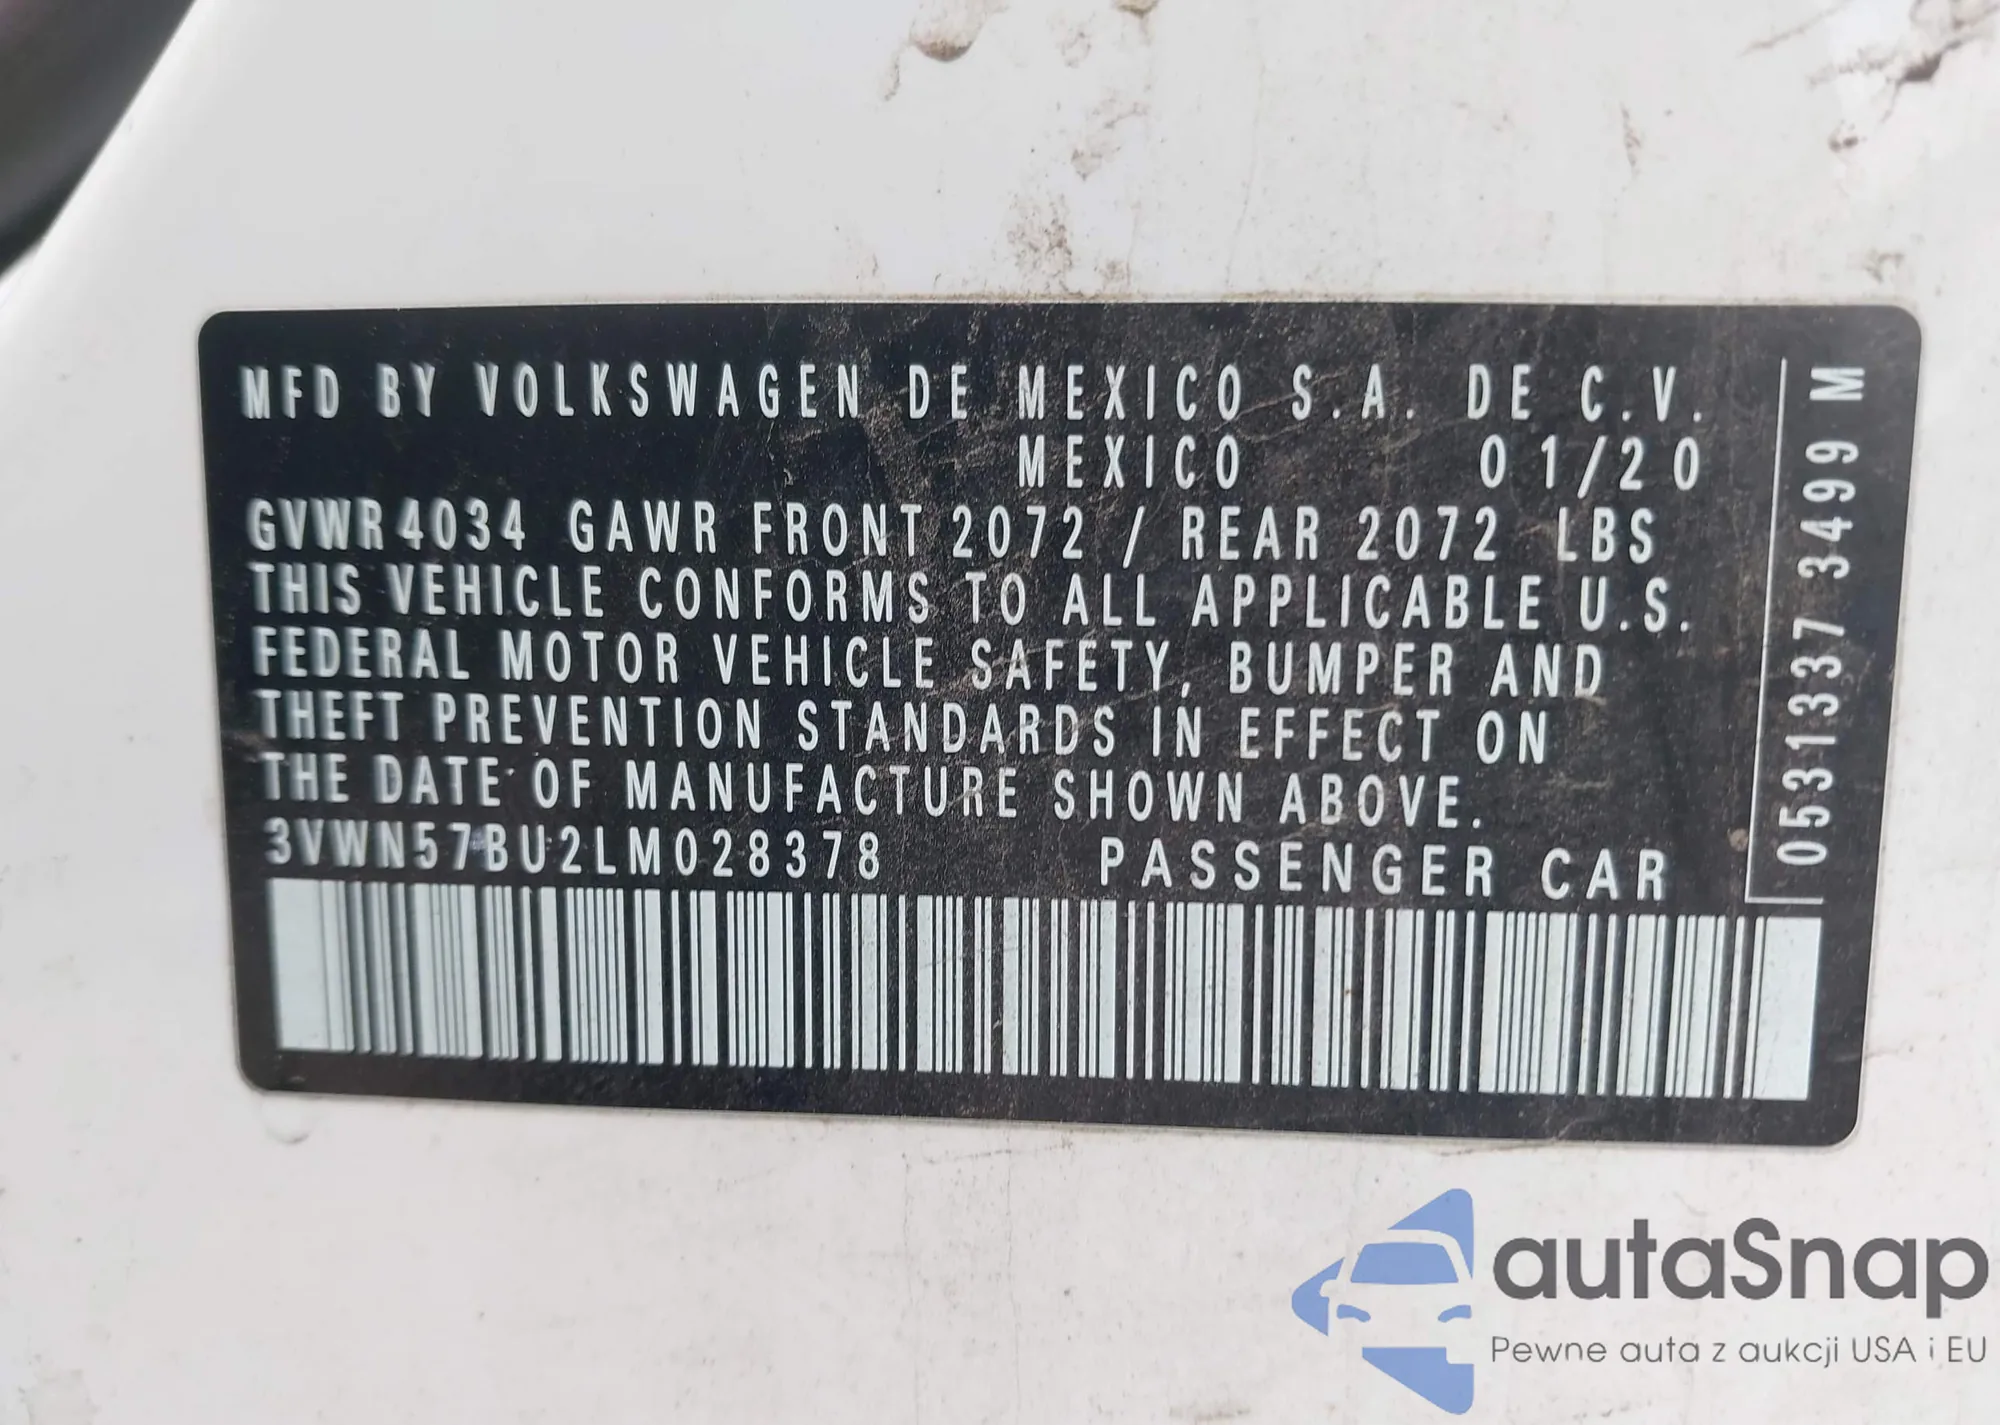 MFD BY VOLKSWAGEN DE MEXICO S.A. DE C.V.
MEXICO 01/20
GVWR 4034 GAWR FRONT 2072 / REAR 2072 LBS
THIS VEHICLE CONFORMS TO ALL APPLICABLE U.S.
FEDERAL MOTOR VEHICLE SAFETY, BUMPER AND
THEFT PREVENTION STANDARDS IN EFFECT ON
THE DATE OF MANUFACTURE SHOWN ABOVE.
3VWN57BU2LM028378 PASSENGER CAR
0531337 3499 M
autaSnap
Pewne auta z aukcji USA i EU